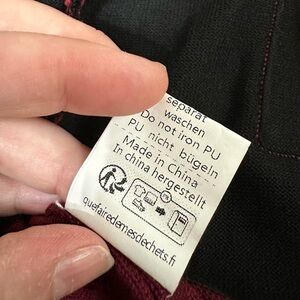 separat
waschen
Do not iron PU
PU nicht bügeln
Made in China
In china hergestellt
quefairedemesdechets.fr